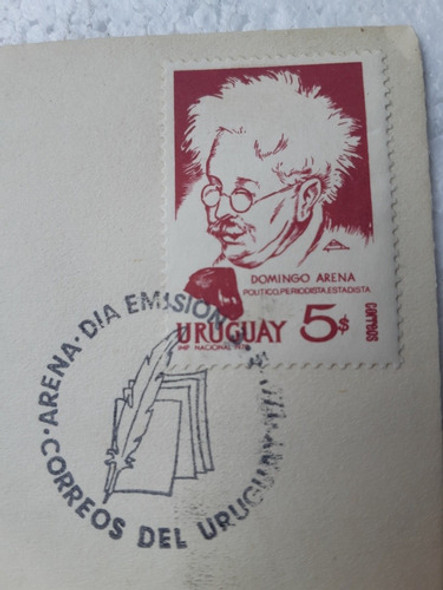 DOMINGO ARENA
POLITICO, PERIODISTA, ESTADISTA
URUGUAY 5$
CORREOS
IMP NACIONAL
ARENA · DIA EMISION
CORREOS DEL URUGUAY